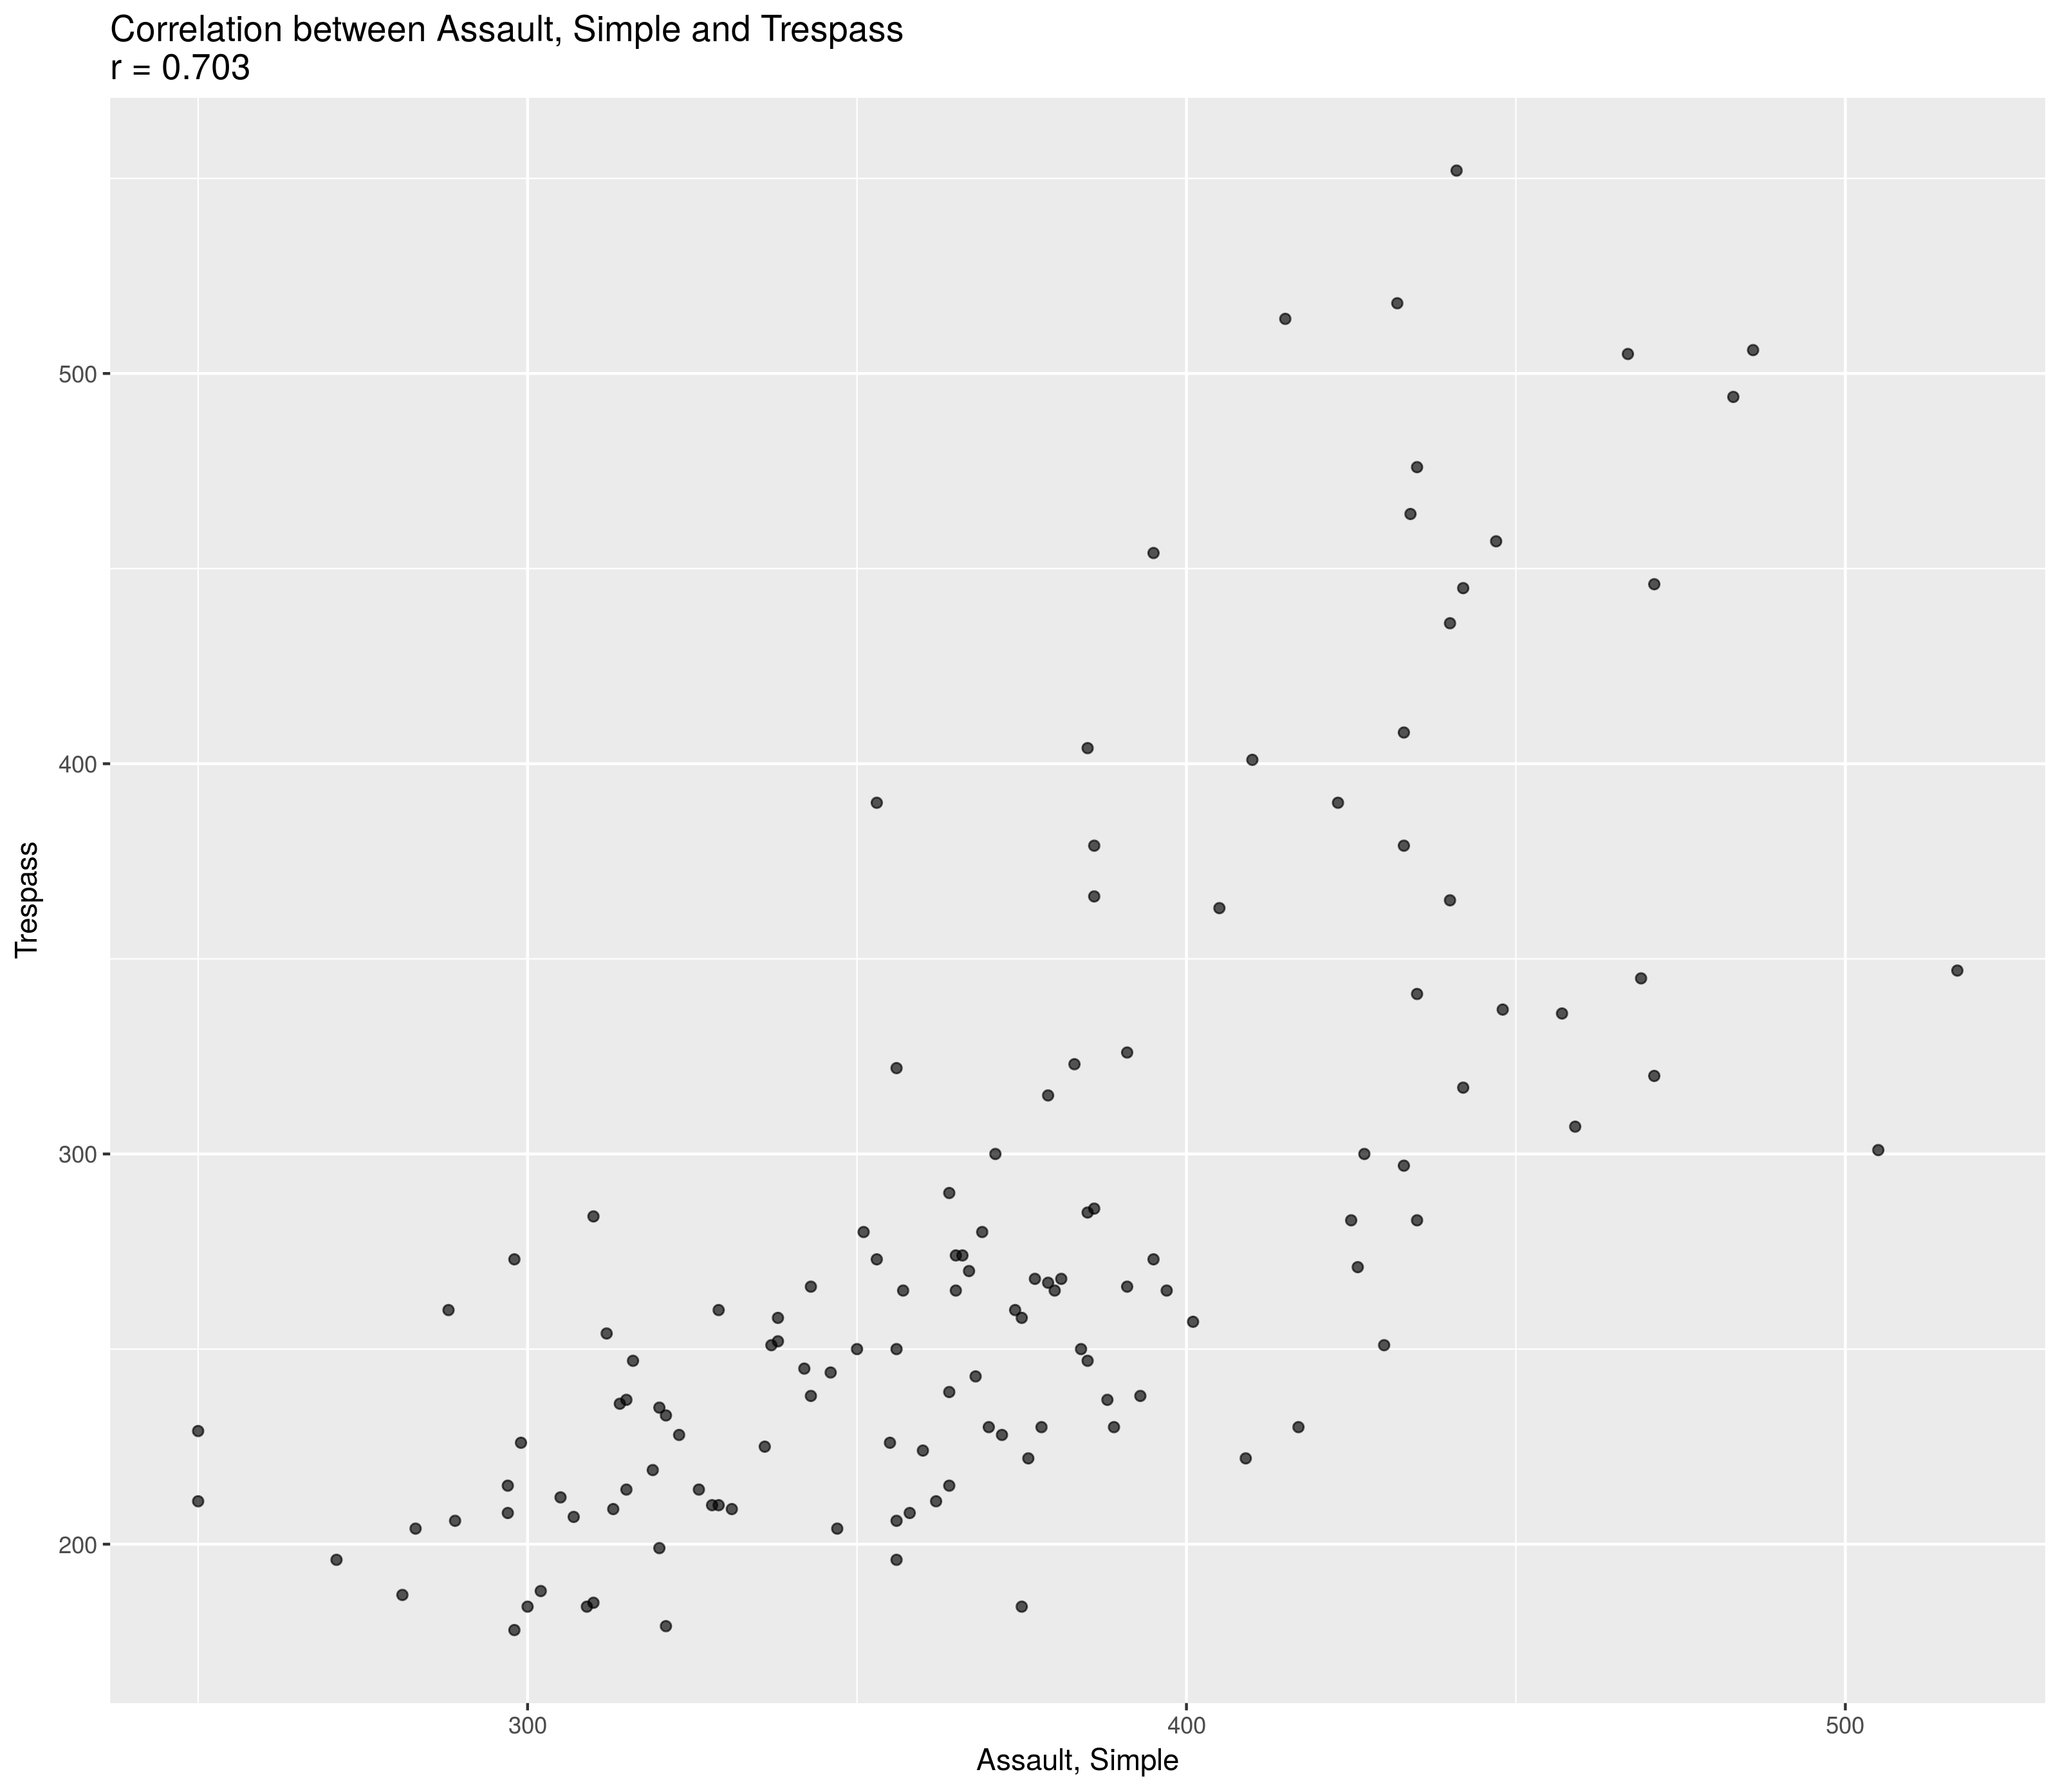 Correlation between Assault, Simple and Trespass
r = 0.703
500
400
300
200
Trespass
300
400
500
Assault, Simple